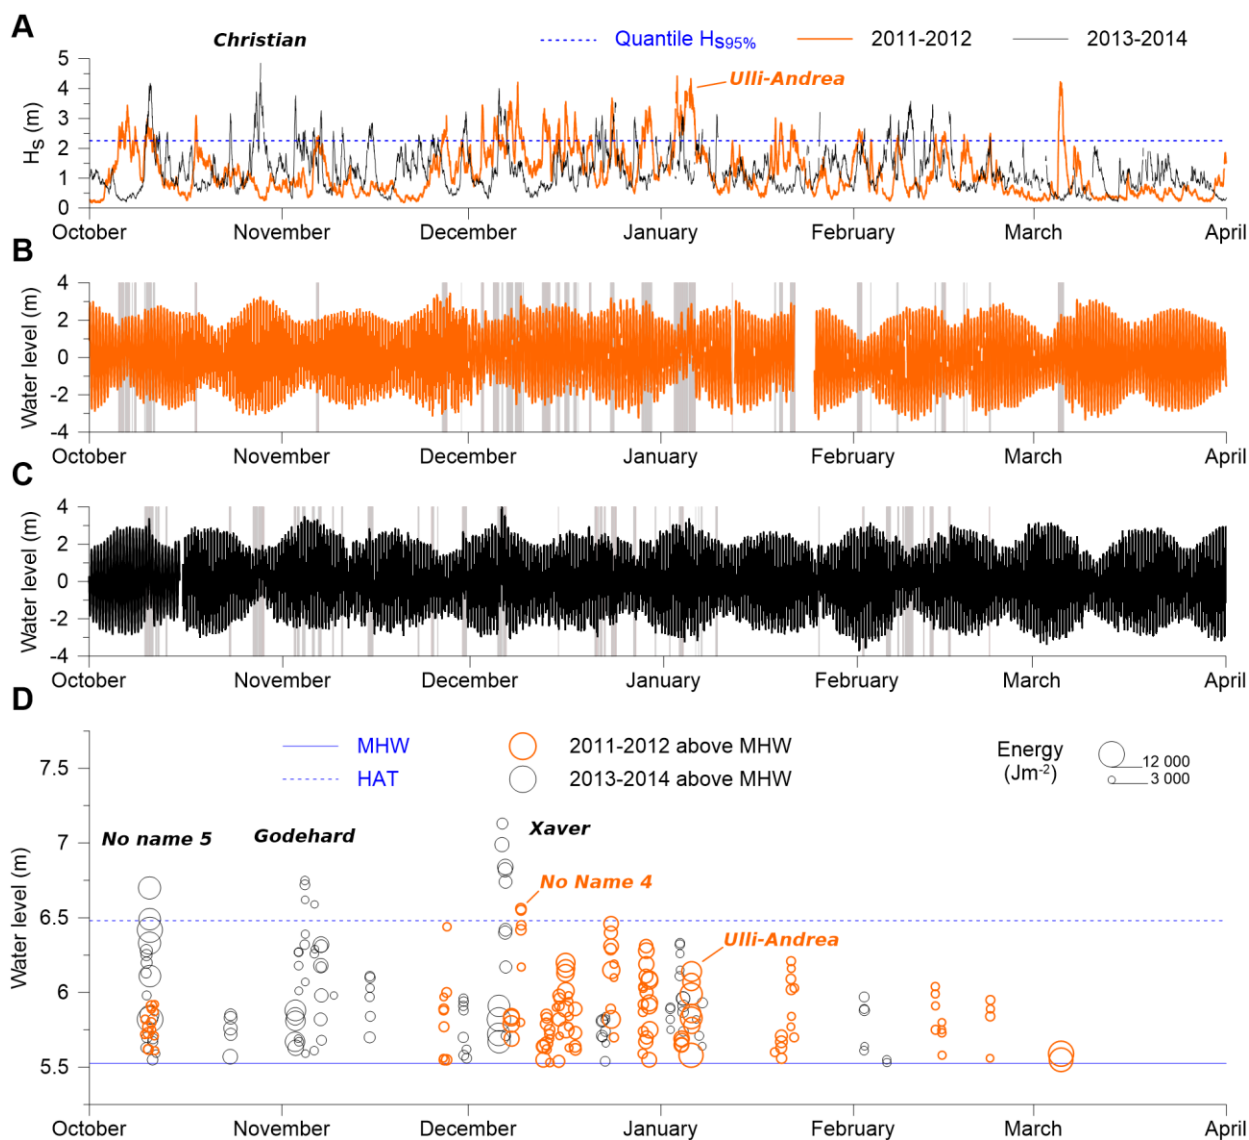 A
Christian
Quantile Hs95%
2011-2012
2013-2014
Ulli-Andrea
Hs (m)
5
4
3
2
1
0
October November December January February March April
B
Water level (m)
4
2
0
-2
-4
October November December January February March April
C
Water level (m)
4
2
0
-2
-4
October November December January February March April
D
MHW
2011-2012 above MHW
Energy
(Jm-2)
12 000
3 000
HAT
2013-2014 above MHW
No name 5
Godehard
Xaver
No Name 4
Ulli-Andrea
Water level (m)
7.5
7
6.5
6
5.5
October November December January February March April